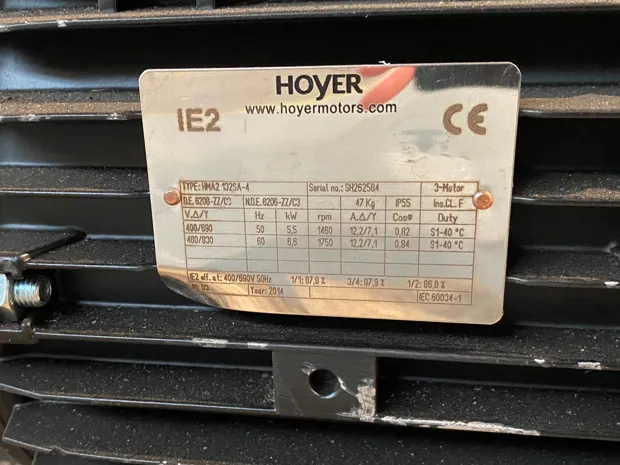 HOYER
www.hoyermotors.com
IE2 CE
TYPE: HMA2 132SA-4 Serial no.: SH262584 3-Motor
D.E. 6208-ZZ/C3 N.D.E. 6206-ZZ/C3 47 Kg IP55 Ins.CL.F
V.Δ/Y Hz kW rpm A.Δ/Y Cosφ Duty
400/690 50 5,5 1460 12,2/7,1 0,82 S1-40 °C
460/830 60 6,6 1750 12,2/7,1 0,84 S1-40 °C
IE2 eff. at: 400/690V 50Hz 1/1: 87,8 % 3/4: 87,9 % 1/2: 86,8 %
03 Year: 2014 IEC 60034-1